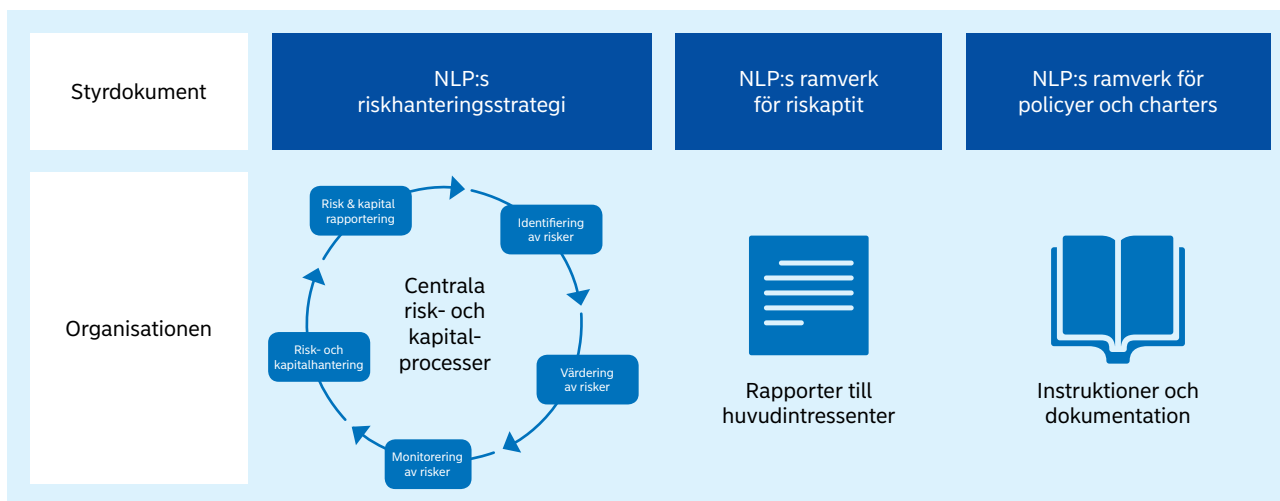 Styrdokument
NLP:s
riskhanteringsstrategi
NLP:s ramverk
för riskaptit
NLP:s ramverk för
policyer och charters
Organisationen
Risk & kapital
rapportering
Identifiering
av risker
Centrala
risk- och
kapital-
processer
Risk- och
kapitalhantering
Värdering
av risker
Monitorering
av risker
Rapporter till
huvudintressenter
Instruktioner och
dokumentation